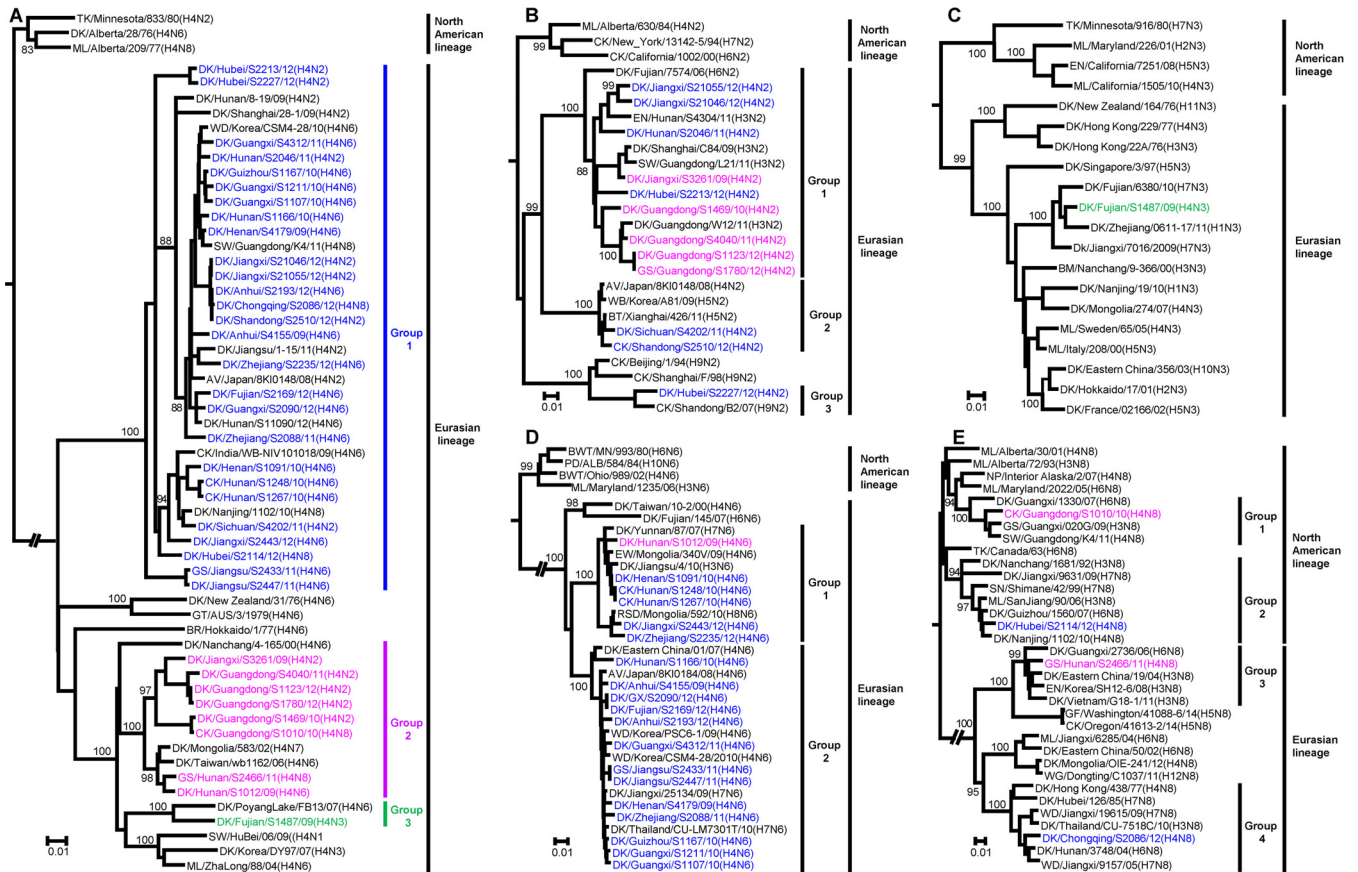 A
TK/Minnesota/833/80(H4N2)
DK/Alberta/28/76(H4N6)
83
ML/Alberta/209/77(H4N8)
North
American
lineage
DK/Hubei/S2213/12(H4N2)
DK/Hubei/S2227/12(H4N2)
DK/Hunan/8-19/09(H4N2)
DK/Shanghai/28-1/09(H4N2)
WD/Korea/CSM4-28/10(H4N6)
DK/Guangxi/S4312/11(H4N6)
DK/Hunan/S2046/11(H4N2)
DK/Guizhou/S1167/10(H4N6)
DK/Guangxi/S1211/10(H4N6)
DK/Guangxi/S1107/10(H4N6)
DK/Hunan/S1166/10(H4N6)
DK/Henan/S4179/09(H4N6)
88
SW/Guangdong/K4/11(H4N8)
DK/Jiangxi/S21046/12(H4N2)
DK/Jiangxi/S21055/12(H4N2)
DK/Anhui/S2193/12(H4N6)
DK/Chongqing/S2086/12(H4N8)
DK/Shandong/S2510/12(H4N2)
DK/Anhui/S4155/09(H4N6)
DK/Jiangsu/1-15/11(H4N2)
DK/Zhejiang/S2235/12(H4N6)
AV/Japan/8KI0148/08(H4N2)
DK/Fujian/S2169/12(H4N6)
88
DK/Guangxi/S2090/12(H4N6)
DK/Hunan/S11090/12(H4N6)
DK/Zhejiang/S2088/11(H4N6)
100
CK/India/WB-NIV101018/09(H4N6)
DK/Henan/S1091/10(H4N6)
CK/Hunan/S1248/10(H4N6)
CK/Hunan/S1267/10(H4N6)
94
DK/Nanjing/1102/10(H4N8)
DK/Sichuan/S4202/11(H4N2)
DK/Jiangxi/S2443/12(H4N6)
DK/Hubei/S2114/12(H4N8)
GS/Jiangsu/S2433/11(H4N6)
DK/Jiangsu/S2447/11(H4N6)
Group
1
Eurasian
lineage
100
DK/New Zealand/31/76(H4N6)
GT/AUS/3/1979(H4N6)
BR/Hokkaido/1/77(H4N6)
DK/Nanchang/4-165/00(H4N6)
DK/Jiangxi/S3261/09(H4N2)
DK/Guangdong/S4040/11(H4N2)
97
DK/Guangdong/S1123/12(H4N2)
DK/Guangdong/S1780/12(H4N2)
DK/Guangdong/S1469/10(H4N2)
100
CK/Guangdong/S1010/10(H4N8)
DK/Mongolia/583/02(H4N7)
DK/Taiwan/wb1162/06(H4N6)
98
GS/Hunan/S2466/11(H4N8)
DK/Hunan/S1012/09(H4N6)
Group
2
100
DK/PoyangLake/FB13/07(H4N6)
DK/Fujian/S1487/09(H4N3)
Group
3
SW/HuBei/06/09(H4N1
100
DK/Korea/DY97/07(H4N3)
ML/ZhaLong/88/04(H4N6)
0.01
B
ML/Alberta/630/84(H4N2)
99
CK/New_York/13142-5/94(H7N2)
CK/California/1002/00(H6N2)
North
American
lineage
DK/Fujian/7574/06(H6N2)
99
DK/Jiangxi/S21055/12(H4N2)
DK/Jiangxi/S21046/12(H4N2)
100
EN/Hunan/S4304/11(H3N2)
DK/Hunan/S2046/11(H4N2)
DK/Shanghai/C84/09(H3N2)
88
SW/Guangdong/L21/11(H3N2)
DK/Jiangxi/S3261/09(H4N2)
DK/Hubei/S2213/12(H4N2)
99
DK/Guangdong/S1469/10(H4N2)
DK/Guangdong/W12/11(H3N2)
DK/Guangdong/S4040/11(H4N2)
100
DK/Guangdong/S1123/12(H4N2)
GS/Guangdong/S1780/12(H4N2)
Group
1
Eurasian
lineage
AV/Japan/8KI0148/08(H4N2)
WB/Korea/A81/09(H5N2)
100
BT/Xianghai/426/11(H5N2)
DK/Sichuan/S4202/11(H4N2)
CK/Shandong/S2510/12(H4N2)
Group
2
CK/Beijing/1/94(H9N2)
CK/Shanghai/F/98(H9N2)
100
DK/Hubei/S2227/12(H4N2)
CK/Shandong/B2/07(H9N2)
Group
3
0.01
C
TK/Minnesota/916/80(H7N3)
100
ML/Maryland/226/01(H2N3)
100
EN/California/7251/08(H5N3)
ML/California/1505/10(H4N3)
North
American
lineage
DK/New Zealand/164/76(H11N3)
100
DK/Hong Kong/229/77(H4N3)
DK/Hong Kong/22A/76(H3N3)
99
DK/Singapore/3/97(H5N3)
DK/Fujian/6380/10(H7N3)
100
DK/Fujian/S1487/09(H4N3)
100
DK/Zhejiang/0611-17/11(H1N3)
Dk/Jiangxi/7016/2009(H7N3)
BM/Nanchang/9-366/00(H3N3)
DK/Nanjing/19/10(H1N3)
DK/Mongolia/274/07(H4N3)
ML/Sweden/65/05(H4N3)
ML/Italy/208/00(H5N3)
DK/Eastern China/356/03(H10N3)
DK/Hokkaido/17/01(H2N3)
100
DK/France/02166/02(H5N3)
Eurasian
lineage
0.01
D
BWT/MN/993/80(H6N6)
99
PD/ALB/584/84(H10N6)
BWT/Ohio/989/02(H4N6)
ML/Maryland/1235/06(H3N6)
North
American
lineage
98
DK/Taiwan/10-2/00(H4N6)
DK/Fujian/145/07(H6N6)
DK/Yunnan/87/07(H7N6)
DK/Hunan/S1012/09(H4N6)
100
EW/Mongolia/340V/09(H4N6)
DK/Jiangsu/4/10(H3N6)
100
DK/Henan/S1091/10(H4N6)
CK/Hunan/S1248/10(H4N6)
CK/Hunan/S1267/10(H4N6)
RSD/Mongolia/592/10(H8N6)
DK/Jiangxi/S2443/12(H4N6)
DK/Zhejiang/S2235/12(H4N6)
Group
1
DK/Eastern China/01/07(H4N6)
DK/Hunan/S1166/10(H4N6)
AV/Japan/8KI0184/08(H4N6)
100
DK/Anhui/S4155/09(H4N6)
DK/GX/S2090/12(H4N6)
DK/Fujian/S2169/12(H4N6)
DK/Anhui/S2193/12(H4N6)
WD/Korea/PSC6-1/09(H4N6)
DK/Guangxi/S4312/11(H4N6)
WD/Korea/CSM4-28/2010(H4N6)
GS/Jiangsu/S2433/11(H4N6)
DK/Jiangsu/S2447/11(H4N6)
DK/Jiangxi/25134/09(H7N6)
DK/Henan/S4179/09(H4N6)
DK/Zhejiang/S2088/11(H4N6)
DK/Thailand/CU-LM7301T/10(H7N6)
DK/Guizhou/S1167/10(H4N6)
DK/Guangxi/S1211/10(H4N6)
DK/Guangxi/S1107/10(H4N6)
Group
2
Eurasian
lineage
0.01
E
ML/Alberta/30/01(H4N8)
ML/Alberta/72/93(H3N8)
NP/Interior Alaska/2/07(H4N8)
ML/Maryland/2022/05(H6N8)
94
DK/Guangxi/1330/07(H6N8)
CK/Guangdong/S1010/10(H4N8)
100
GS/Guangxi/020G/09(H3N8)
SW/Guangdong/K4/11(H4N8)
Group
1
TK/Canada/63(H6N8)
DK/Nanchang/1681/92(H3N8)
94
DK/Jiangxi/9631/09(H7N8)
SN/Shimane/42/99(H7N8)
97
ML/SanJiang/90/06(H3N8)
DK/Guizhou/1560/07(H6N8)
DK/Hubei/S2114/12(H4N8)
DK/Nanjing/1102/10(H4N8)
Group
2
North
American
lineage
DK/Guangxi/2736/06(H6N8)
99
GS/Hunan/S2466/11(H4N8)
DK/Eastern China/19/04(H3N8)
EN/Korea/SH12-6/08(H3N8)
DK/Vietnam/G18-1/11(H3N8)
Group
3
100
GF/Washington/41088-6/14(H5N8)
CK/Oregon/41613-2/14(H5N8)
ML/Jiangxi/6285/04(H6N8)
100
DK/Eastern China/50/02(H6N8)
DK/Mongolia/OIE-241/12(H4N8)
WG/Dongting/C1037/11(H12N8)
95
DK/Hong Kong/438/77(H4N8)
DK/Hubei/126/85(H7N8)
100
WD/Jiangxi/19615/09(H7N8)
DK/Thailand/CU-7518C/10(H3N8)
DK/Chongqing/S2086/12(H4N8)
DK/Hunan/3748/04(H6N8)
WD/Jiangxi/9157/05(H7N8)
Group
4
Eurasian
lineage
0.01